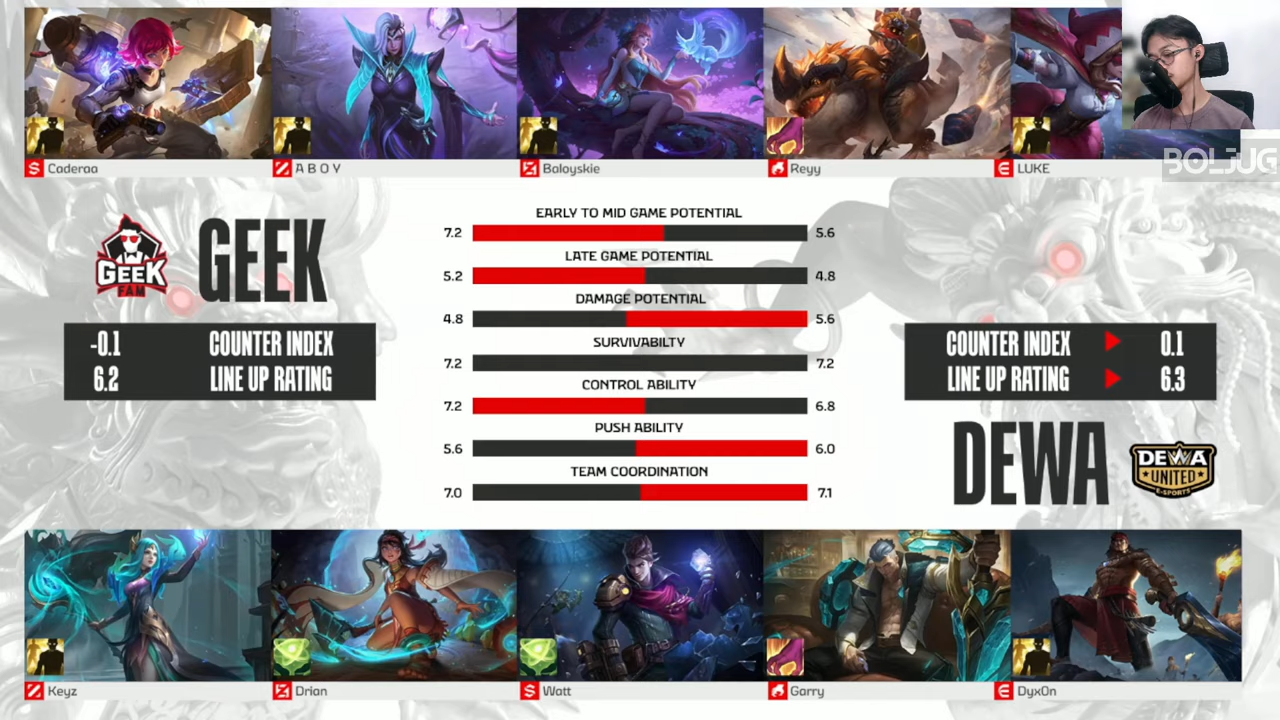 Caderaa
A B O Y
Baloyskie
Reyy
LUKE
BOLJUG
GEEK
FAM
GEEK
-0.1 COUNTER INDEX
6.2 LINE UP RATING
EARLY TO MID GAME POTENTIAL
7.2 5.6
LATE GAME POTENTIAL
5.2 4.8
DAMAGE POTENTIAL
4.8 5.6
SURVIVABILTY
7.2 7.2
CONTROL ABILITY
7.2 6.8
PUSH ABILITY
5.6 6.0
TEAM COORDINATION
7.0 7.1
COUNTER INDEX 0.1
LINE UP RATING 6.3
DEWA
DEWA
UNITED
E-SPORTS
Keyz
Drian
Watt
Garry
DyxOn